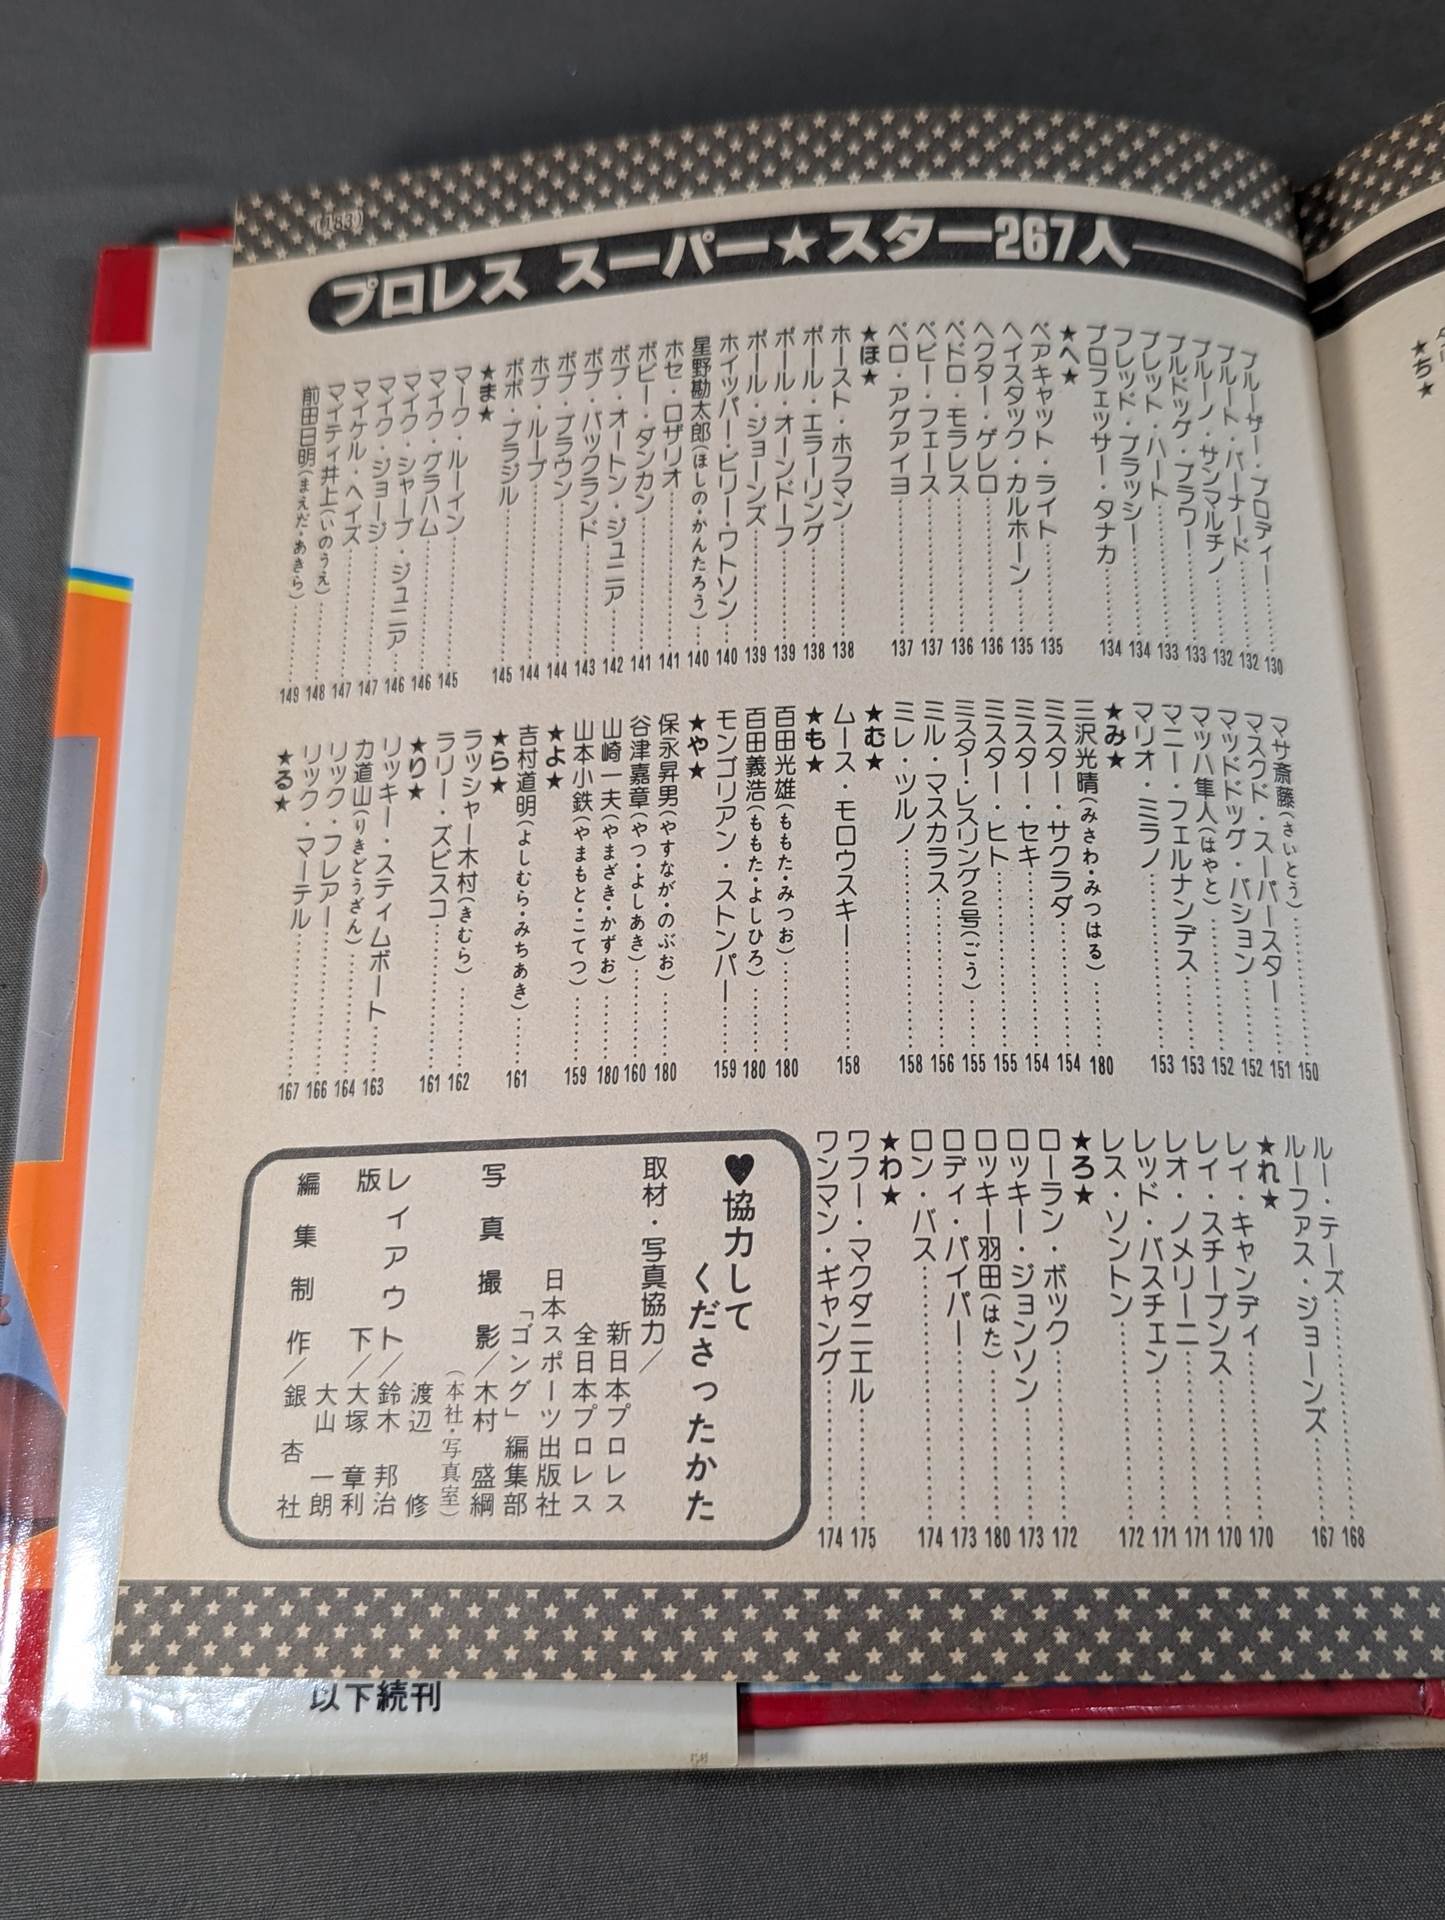 (183)
プロレス スーパー★スター267人
ブルーザー・ブロディー……130
ブルート・バーナード……132
ブルーノ・サンマルチノ……132
ブルドッグ・ブラワー……133
ブレット・ハート……133
フレッド・ブラッシー……134
プロフェッサー・タナカ……134
★へ★
ベアキャット・ライト……135
ヘイスタック・カルホーン……135
ヘクター・ゲレロ……136
ペドロ・モラレス……136
ベビー・フェース……137
ペロ・アグアイヨ……137
★ほ★
ホースト・ホフマン……138
ポール・エラーリング……138
ポール・オーンドーフ……139
ポール・ジョーンズ……139
ホイッパー・ビリー・ワトソン……140
星野勘太郎(ほしの・かんたろう)……140
ホセ・ロザリオ……141
ボビー・ダンカン……141
ボブ・オートン・ジュニア……142
ボブ・バックランド……143
ボブ・ブラウン……144
ボブ・ループ……144
ボボ・ブラジル……145
★ま★
マーク・ルーイン……145
マイク・グラハム……146
マイク・シャープ・ジュニア……146
マイク・ジョージ……147
マイケル・ヘイズ……147
マイティ井上(いのうえ)……148
前田日明(まえだ・あきら)……149
マサ斎藤(さいとう)……150
マスクド・スーパースター……151
マッドドッグ・バション……152
マッハ隼人(はやと)……152
マニー・フェルナンデス……153
マリオ・ミラノ……153
★み★
三沢光晴(みさわ・みつはる)……180
ミスター・サクラダ……154
ミスター・セキ……154
ミスター・ヒト……155
ミスター・レスリング2号(ごう)……155
ミル・マスカラス……156
ミレ・ツルノ……158
★む★
ムース・モロウスキー……158
★も★
百田光雄(ももた・みつお)……180
百田義浩(ももた・よしひろ)……180
モンゴリアン・ストンパー……159
★や★
保永昇男(やすなが・のぶお)……180
谷津嘉章(やつ・よしあき)……160
山崎一夫(やまざき・かずお)……180
山本小鉄(やまもと・こてつ)……159
★よ★
吉村道明(よしむら・みちあき)……161
★ら★
ラッシャー木村(きむら)……162
ラリー・ズビスコ……161
★り★
リッキー・スティムボート……163
力道山(りきどうざん)……164
リック・フレアー……166
リック・マーテル……167
★る★
ルー・テーズ……168
ルーファス・ジョーンズ……167
★れ★
レイ・キャンディ……170
レイ・スチーブンス……170
レオ・ノメリーニ……171
レッド・バスチェン……171
レス・ソントン……172
★ろ★
ローラン・ボック……172
ロッキー・ジョンソン……173
ロッキー羽田(はた)……180
ロディ・パイパー……173
ロン・バス……174
★わ★
ワフー・マクダニエル……175
ワンマン・ギャング……174
♥協力して
くださったかた
取材・写真協力/
新日本プロレス
全日本プロレス
日本スポーツ出版社
「ゴング」編集部
写真撮影/木村 盛綱
(本社・写真室)
渡辺 修
レイアウト/鈴木 邦治
版下/大塚 章利
大山 一朗
編集制作/銀杏社
★ち★
以下続刊